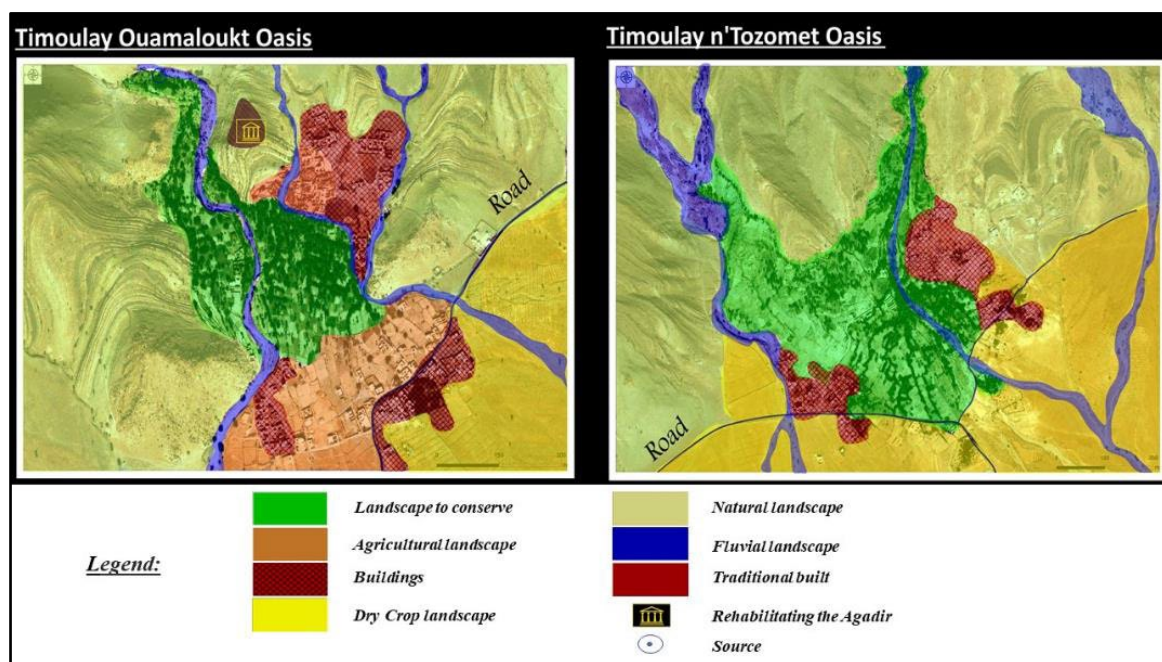 Timoulay Ouamaloukt Oasis
Timoulay n'Tozomet Oasis
Road
Road
Legend:
Landscape to conserve
Agricultural landscape
Buildings
Dry Crop landscape
Natural landscape
Fluvial landscape
Traditional built
Rehabilitating the Agadir
Source